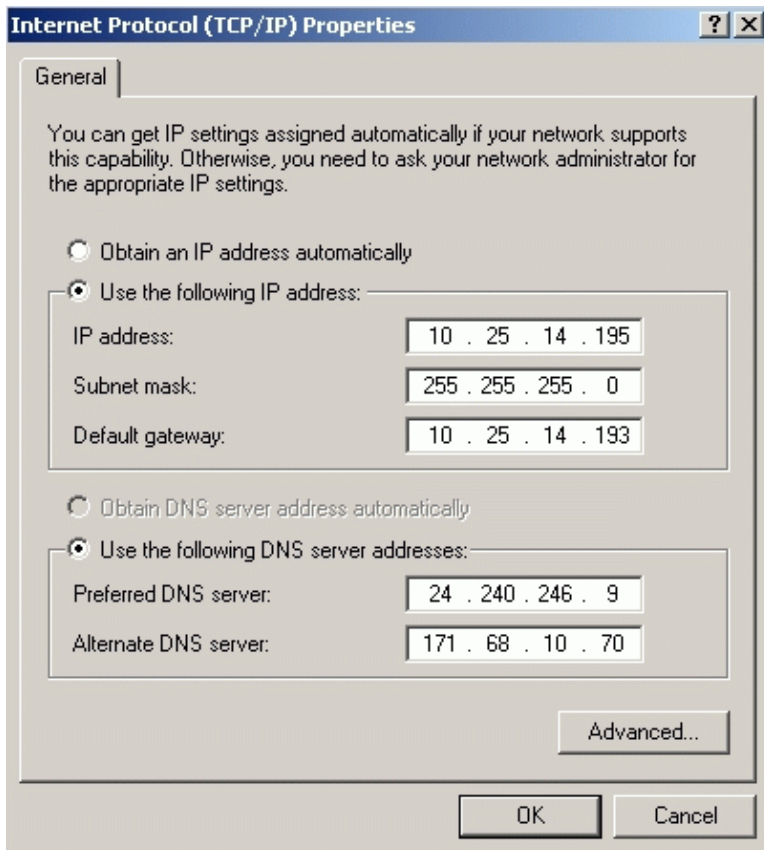 Internet Protocol (TCP/IP) Properties
General
You can get IP settings assigned automatically if your network supports
this capability. Otherwise, you need to ask your network administrator for
the appropriate IP settings.
Obtain an IP address automatically
Use the following IP address:
IP address: 10 . 25 . 14 . 195
Subnet mask: 255 . 255 . 255 . 0
Default gateway: 10 . 25 . 14 . 193
Obtain DNS server address automatically
Use the following DNS server addresses:
Preferred DNS server: 24 . 240 . 246 . 9
Alternate DNS server: 171 . 68 . 10 . 70
Advanced...
OK Cancel